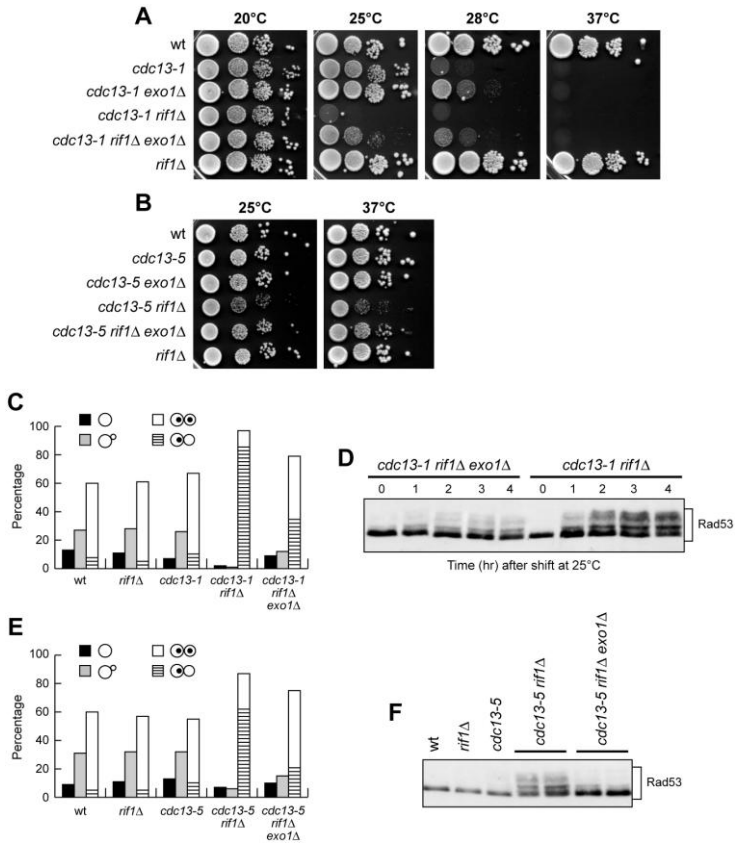 A
20°C 25°C 28°C 37°C
wt
cdc13-1
cdc13-1 exo1Δ
cdc13-1 rif1Δ
cdc13-1 rif1Δ exo1Δ
rif1Δ
B
25°C 37°C
wt
cdc13-5
cdc13-5 exo1Δ
cdc13-5 rif1Δ
cdc13-5 rif1Δ exo1Δ
rif1Δ
C
Percentage
100
80
60
40
20
0
wt rif1Δ cdc13-1 cdc13-1 cdc13-1
rif1Δ rif1Δ
exo1Δ
D
cdc13-1 rif1Δ exo1Δ cdc13-1 rif1Δ
0 1 2 3 4 0 1 2 3 4
Rad53
Time (hr) after shift at 25°C
E
Percentage
100
80
60
40
20
0
wt rif1Δ cdc13-5 cdc13-5 cdc13-5
rif1Δ rif1Δ
exo1Δ
F
wt
rif1Δ
cdc13-5
cdc13-5 rif1Δ
cdc13-5 rif1Δ exo1Δ
Rad53